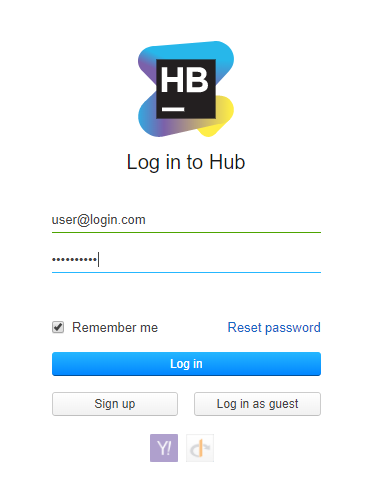 HB
Log in to Hub
user@login.com
••••••••••
Remember me
Reset password
Log in
Sign up
Log in as guest
Y!